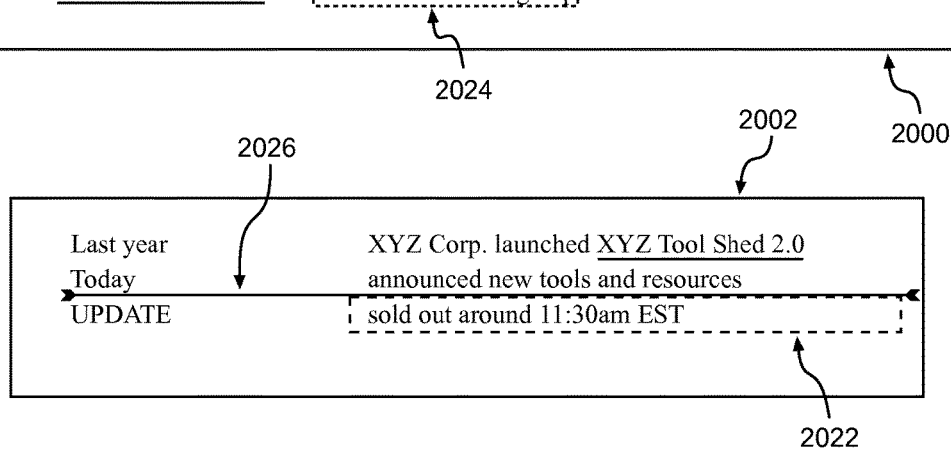 2024
2000
2002
2026
Last year XYZ Corp. launched XYZ Tool Shed 2.0
Today announced new tools and resources
UPDATE sold out around 11:30am EST
2022